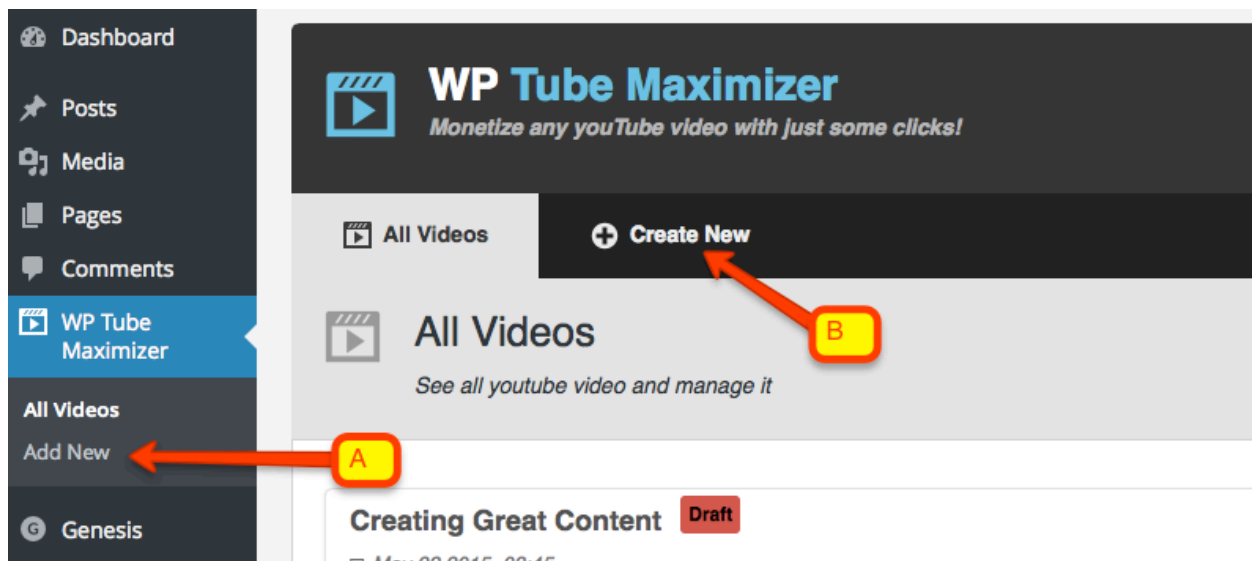 Dashboard
Posts
Media
Pages
Comments
WP Tube
Maximizer
All Videos
Add New
Genesis
WP Tube Maximizer
Monetize any youTube video with just some clicks!
All Videos
Create New
B
All Videos
See all youtube video and manage it
A
Creating Great Content
Draft